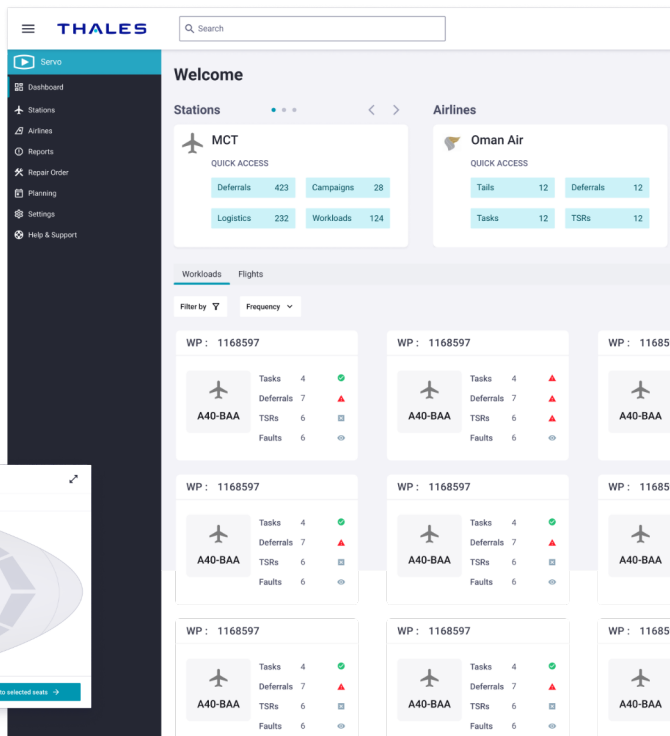 THALES
Search
Servo
Dashboard
Stations
Airlines
Reports
Repair Order
Planning
Settings
Help & Support
Welcome
Stations
MCT
QUICK ACCESS
Deferrals 423 Campaigns 28
Logistics 232 Workloads 124
Airlines
Oman Air
QUICK ACCESS
Tails 12 Deferrals 12
Tasks 12 TSRs 12
Workloads Flights
Filter by Frequency
WP : 1168597
A40-BAA
Tasks 4
Deferrals 7
TSRs 6
Faults 6
WP : 1168597
A40-BAA
Tasks 4
Deferrals 7
TSRs 6
Faults 6
WP : 11685
A40-BAA
WP : 1168597
A40-BAA
Tasks 4
Deferrals 7
TSRs 6
Faults 6
WP : 1168597
A40-BAA
Tasks 4
Deferrals 7
TSRs 6
Faults 6
WP : 11685
A40-BAA
WP : 1168597
A40-BAA
Tasks 4
Deferrals 7
TSRs 6
Faults 6
WP : 1168597
A40-BAA
Tasks 4
Deferrals 7
TSRs 6
Faults 6
WP : 11685
A40-BAA
to selected seats